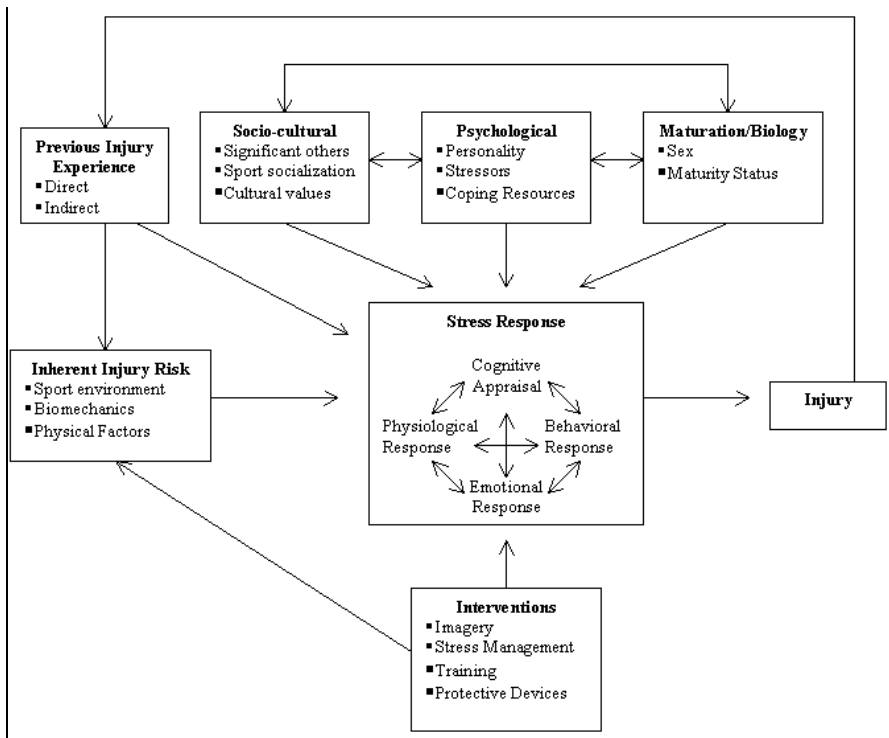 Previous Injury
Experience
▪ Direct
▪ Indirect
Socio-cultural
▪ Significant others
▪ Sport socialization
▪ Cultural values
Psychological
▪ Personality
▪ Stressors
▪ Coping Resources
Maturation/Biology
▪ Sex
▪ Maturity Status
Inherent Injury Risk
▪ Sport environment
▪ Biomechanics
▪ Physical Factors
Stress Response
Cognitive
Appraisal
Physiological
Response
Behavioral
Response
Emotional
Response
Injury
Interventions
▪ Imagery
▪ Stress Management
▪ Training
▪ Protective Devices